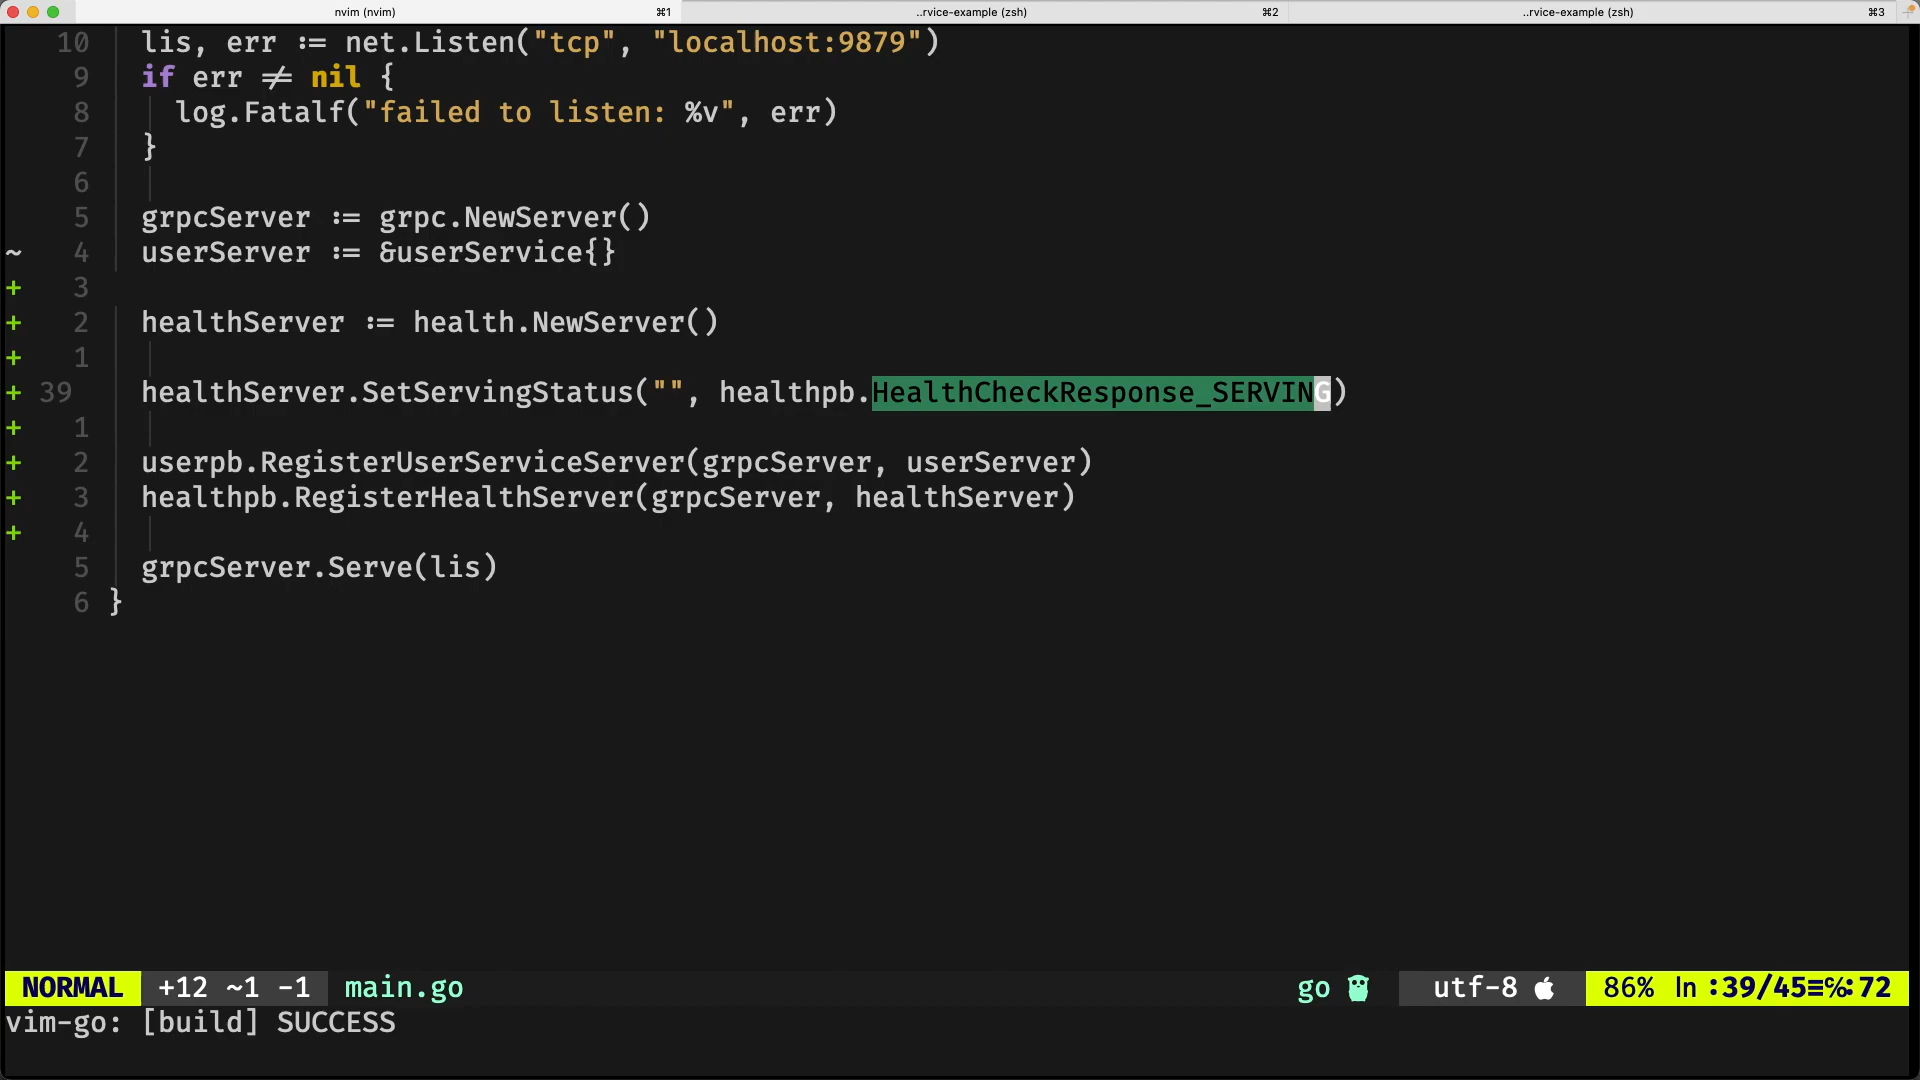 nvim (nvim) ⌘1 ..rvice-example (zsh) ⌘2 ..rvice-example (zsh) ⌘3
10 lis, err := net.Listen("tcp", "localhost:9879")
9 if err != nil {
8 log.Fatalf("failed to listen: %v", err)
7 }
6
5 grpcServer := grpc.NewServer()
~ 4 userServer := &userService{}
+ 3
+ 2 healthServer := health.NewServer()
+ 1
+ 39 healthServer.SetServingStatus("", healthpb.HealthCheckResponse_SERVING)
+ 1
+ 2 userpb.RegisterUserServiceServer(grpcServer, userServer)
+ 3 healthpb.RegisterHealthServer(grpcServer, healthServer)
+ 4
5 grpcServer.Serve(lis)
6 }
NORMAL +12 ~1 -1 main.go go utf-8 86% ln :39/45≡℅:72
vim-go: [build] SUCCESS